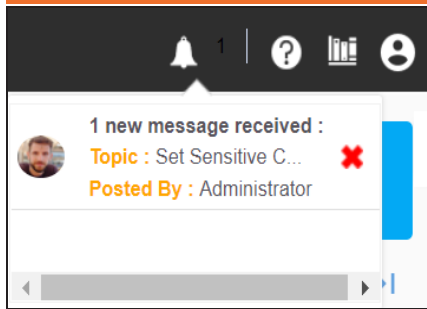 1
1 new message received :
Topic : Set Sensitive C...
Posted By : Administrator